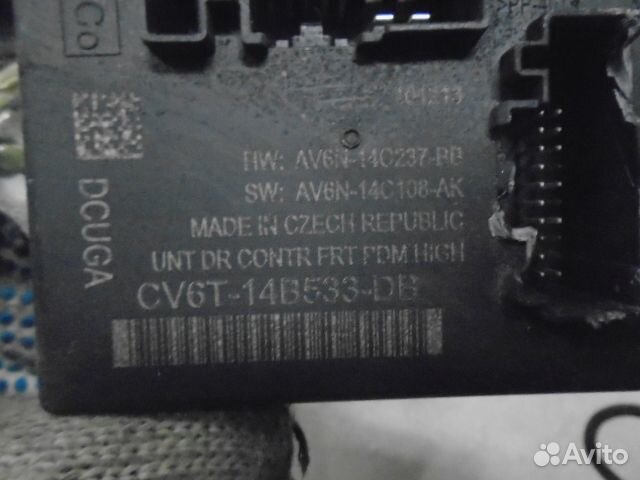 Co
HW: AV6N-14C237-BB
SW: AV6N-14C108-AK
MADE IN CZECH REPUBLIC
UNT DR CONTR FRT PDM HIGH
CV6T-14B533-DB
DCUGA
Avito